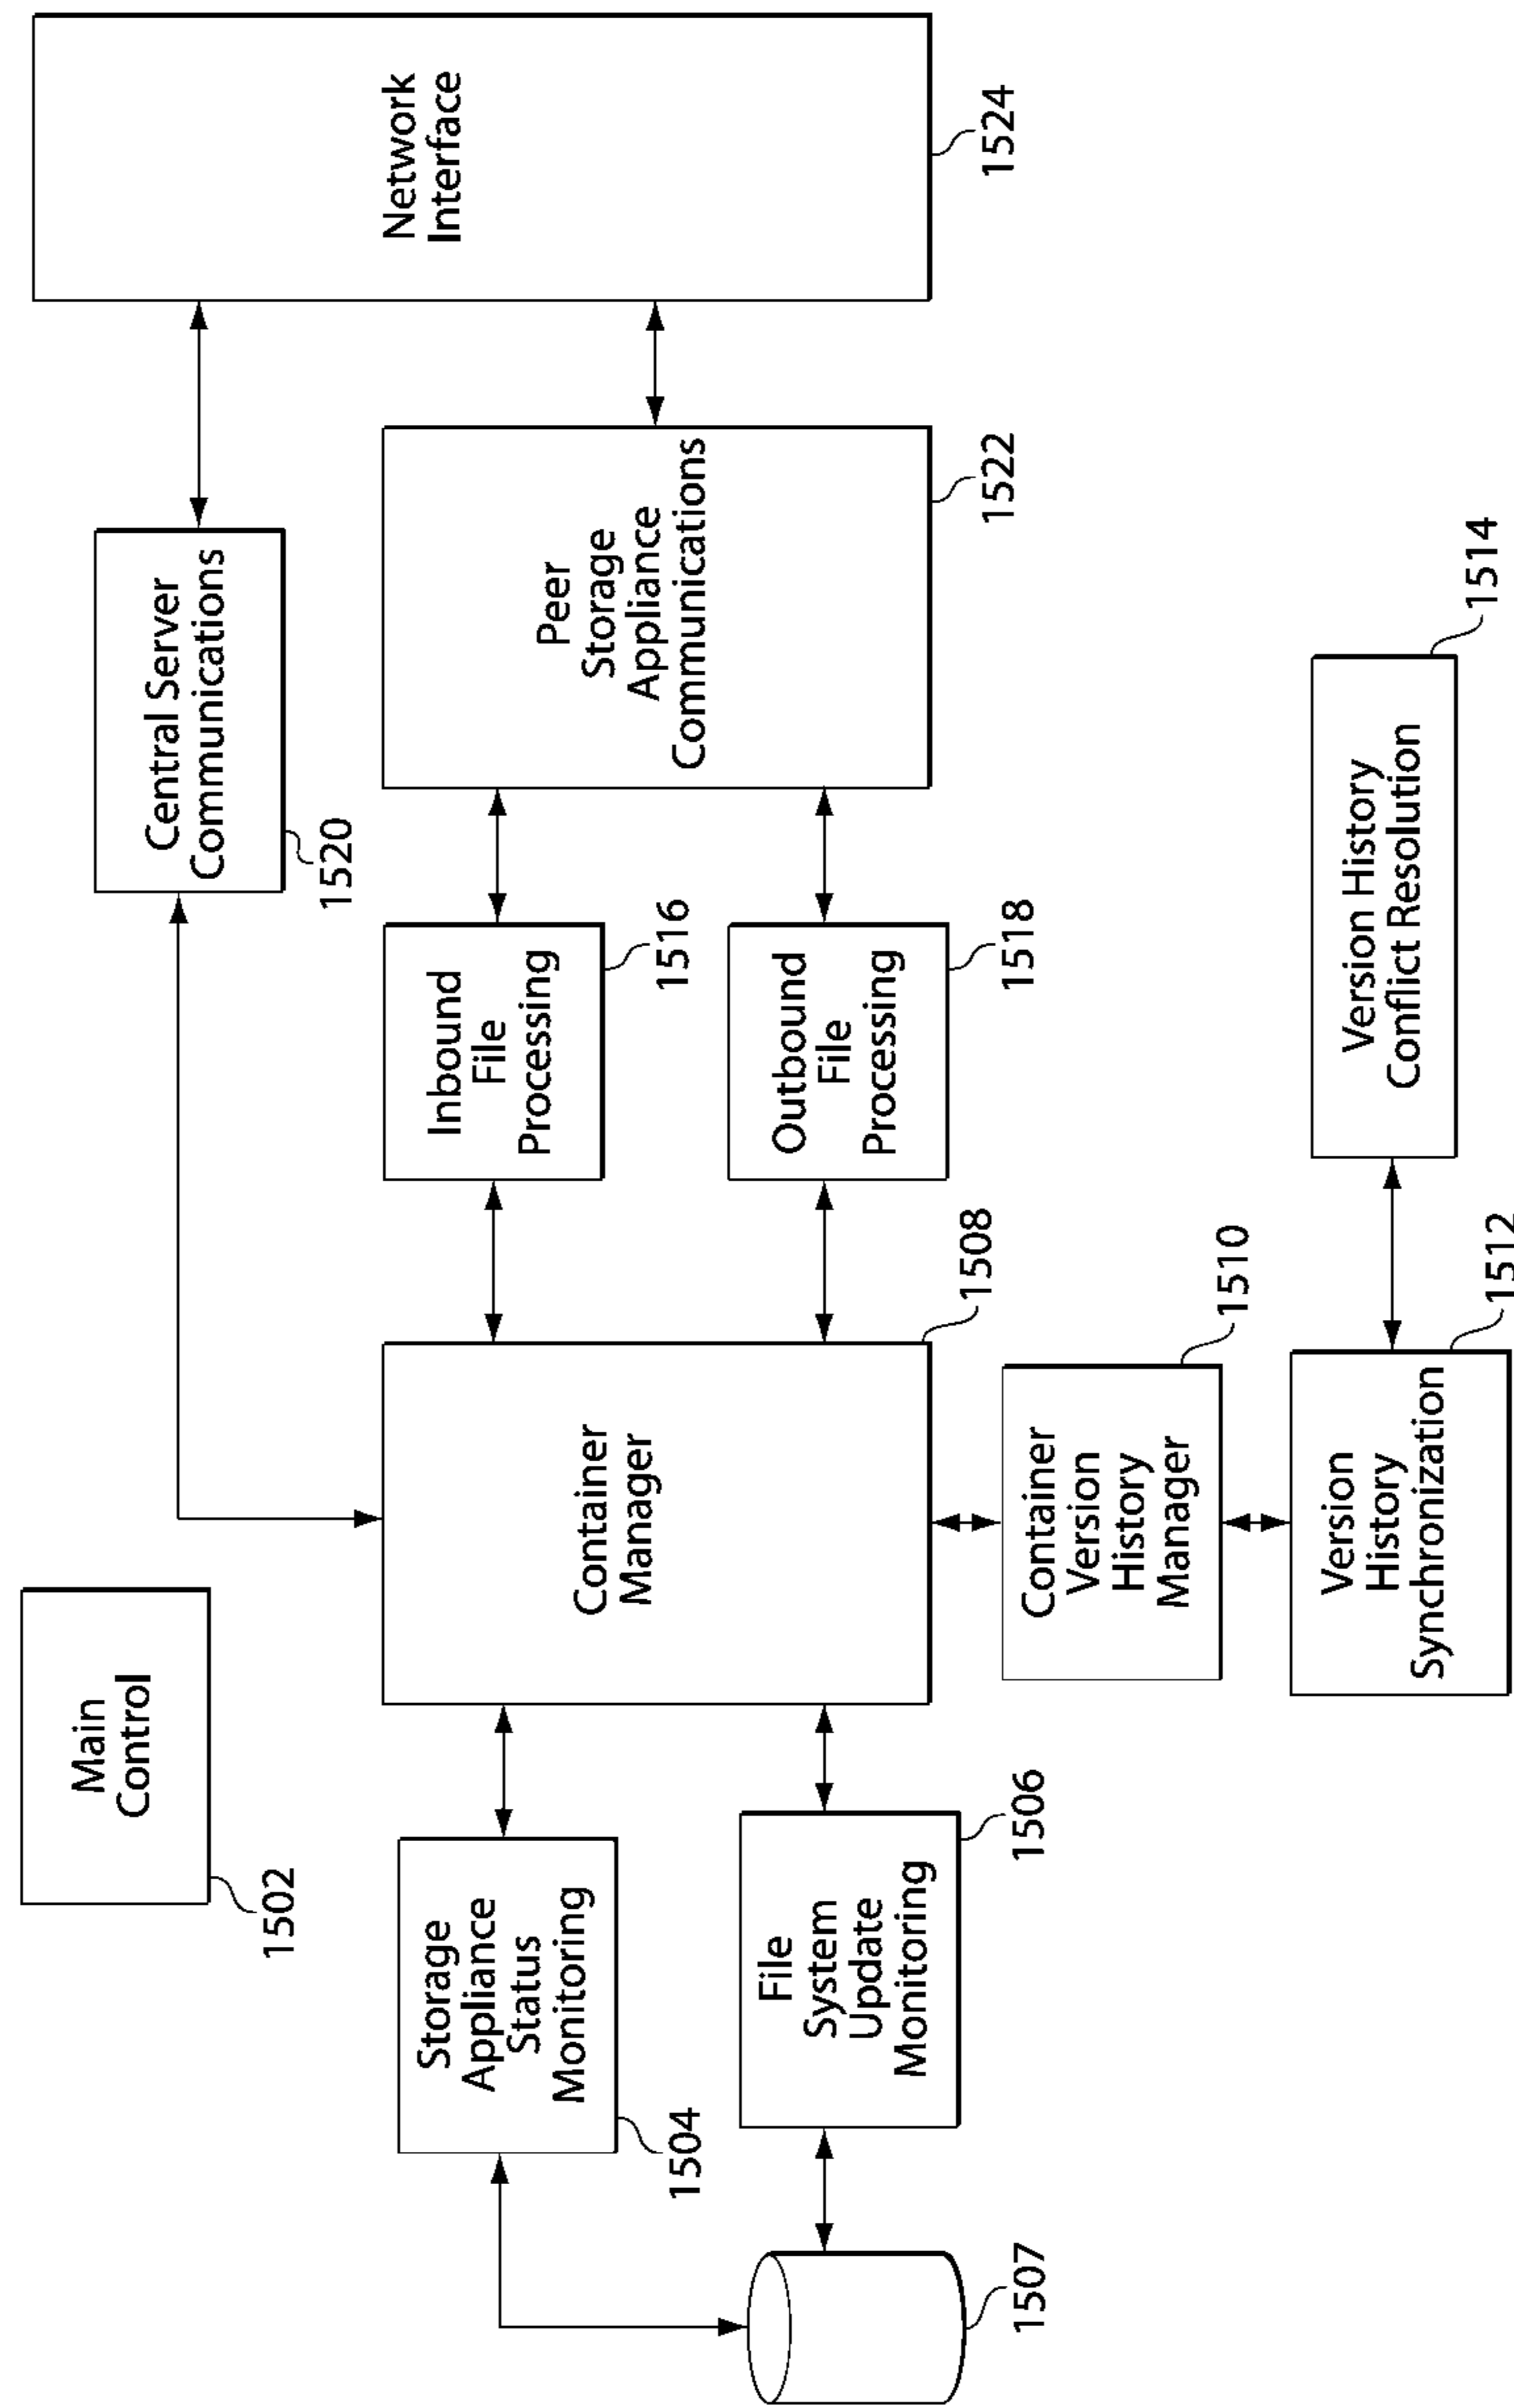 Main
Control
1502
Central Server
Communications
1520
Network
Interface
1524
Storage
Appliance
Status
Monitoring
1504
File
System
Update
Monitoring
1506
1507
Container
Manager
1508
Inbound
File
Processing
1516
Outbound
File
Processing
1518
Peer
Storage
Appliance
Communications
1522
Container
Version
History
Manager
1510
Version
History
Synchronization
1512
Version History
Conflict Resolution
1514